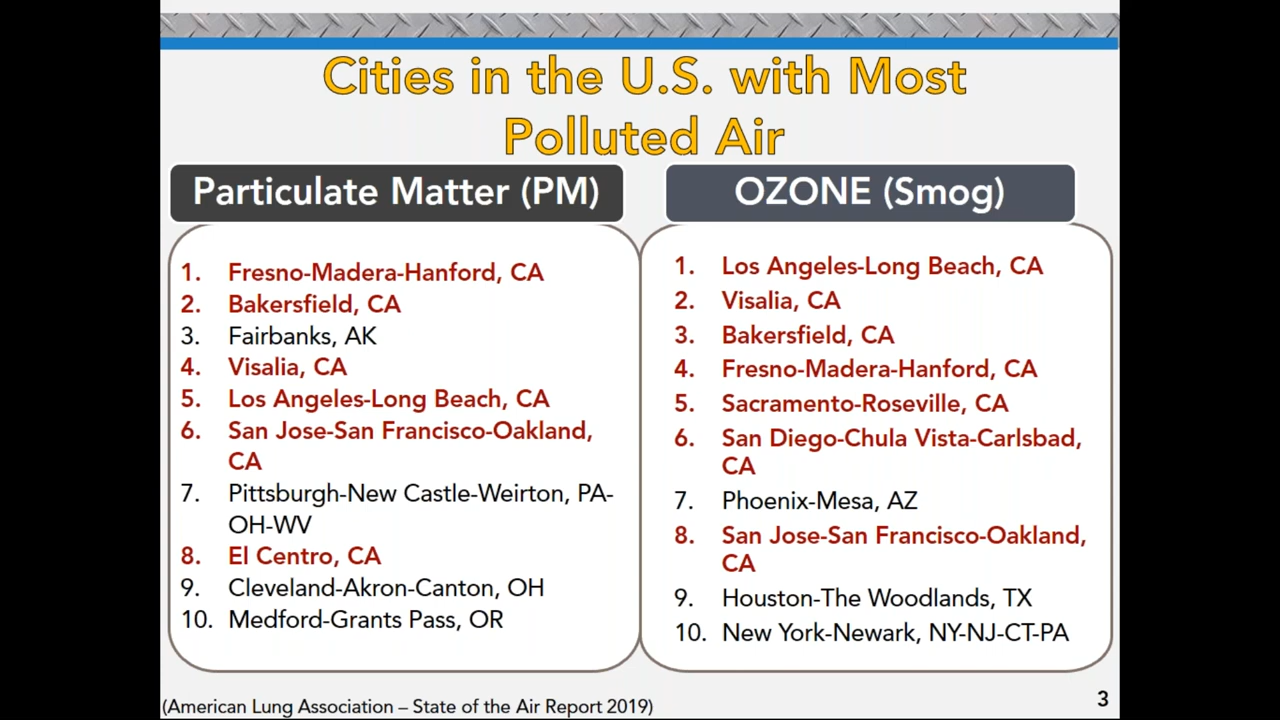 Cities in the U.S. with Most
Polluted Air
Particulate Matter (PM)
1. Fresno-Madera-Hanford, CA
2. Bakersfield, CA
3. Fairbanks, AK
4. Visalia, CA
5. Los Angeles-Long Beach, CA
6. San Jose-San Francisco-Oakland,
CA
7. Pittsburgh-New Castle-Weirton, PA-
OH-WV
8. El Centro, CA
9. Cleveland-Akron-Canton, OH
10. Medford-Grants Pass, OR
OZONE (Smog)
1. Los Angeles-Long Beach, CA
2. Visalia, CA
3. Bakersfield, CA
4. Fresno-Madera-Hanford, CA
5. Sacramento-Roseville, CA
6. San Diego-Chula Vista-Carlsbad,
CA
7. Phoenix-Mesa, AZ
8. San Jose-San Francisco-Oakland,
CA
9. Houston-The Woodlands, TX
10. New York-Newark, NY-NJ-CT-PA
(American Lung Association – State of the Air Report 2019)
3